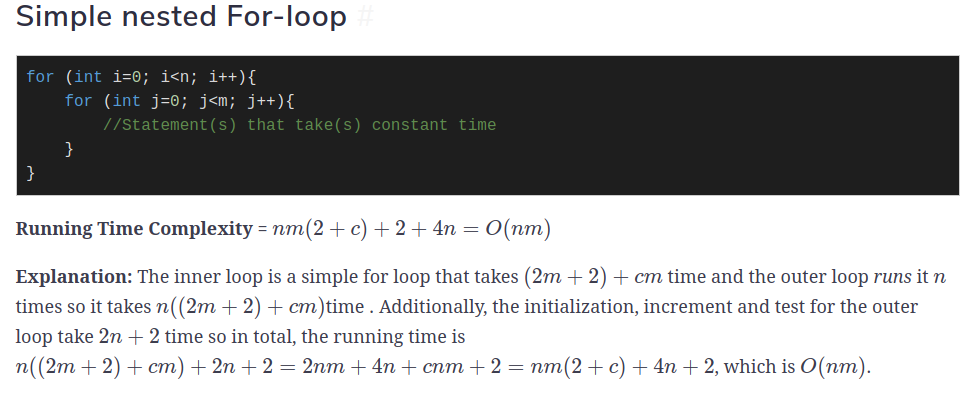 Simple nested For-loop #
for (int i=0; i<n; i++){
    for (int j=0; j<m; j++){
        //Statement(s) that take(s) constant time
    }
}
Running Time Complexity = nm(2 + c) + 2 + 4n = O(nm)
Explanation: The inner loop is a simple for loop that takes (2m + 2) + cm time and the outer loop runs it n
times so it takes n((2m + 2) + cm)time . Additionally, the initialization, increment and test for the outer
loop take 2n + 2 time so in total, the running time is
n((2m + 2) + cm) + 2n + 2 = 2nm + 4n + cnm + 2 = nm(2 + c) + 4n + 2, which is O(nm).